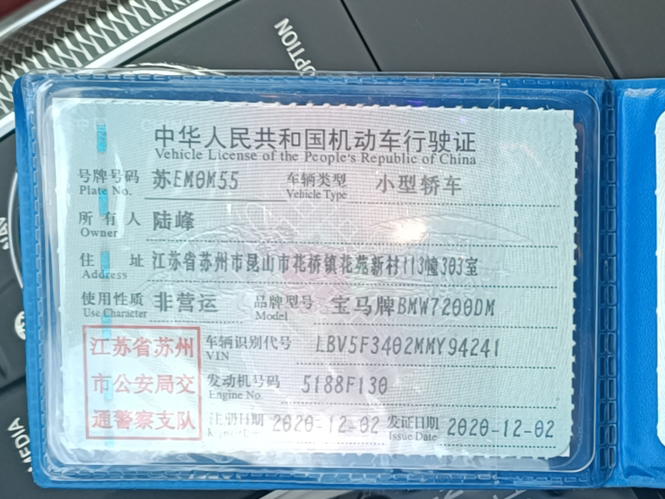 OPTION
中华人民共和国机动车行驶证
Vehicle License of the People's Republic of China
号牌号码 苏EM0M55 车辆类型 小型轿车
Plate No. Vehicle Type
所有人 陆峰
Owner
住址 江苏省苏州市昆山市花桥镇花苑新村113幢303室
Address
使用性质 非营运 品牌型号 宝马牌BMW7200DM
Use Character Model
江苏省苏州 车辆识别代号 LBV5F3402MMY94241
VIN
市公安局交 发动机号码 5188F130
Engine No.
通警察支队 注册日期 2020-12-02 发证日期 2020-12-02
Issue Date
MEDIA